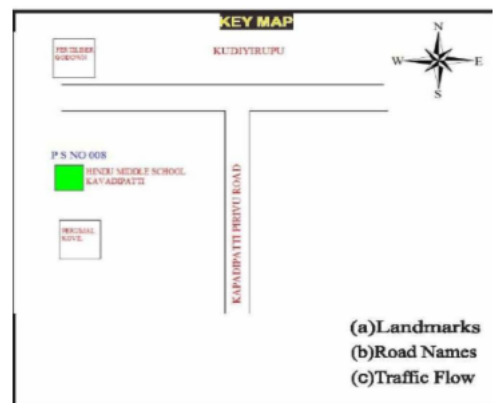 KEY MAP
FERTILISER
GODOWN
KUDIYIRUPU
N
W
E
S
P S NO 008
HINDU MIDDLE SCHOOL
KAVADIPATTI
PERUMAL
KOVIL
KAPADIPATTI PIRIVU ROAD
(a)Landmarks
(b)Road Names
(c)Traffic Flow